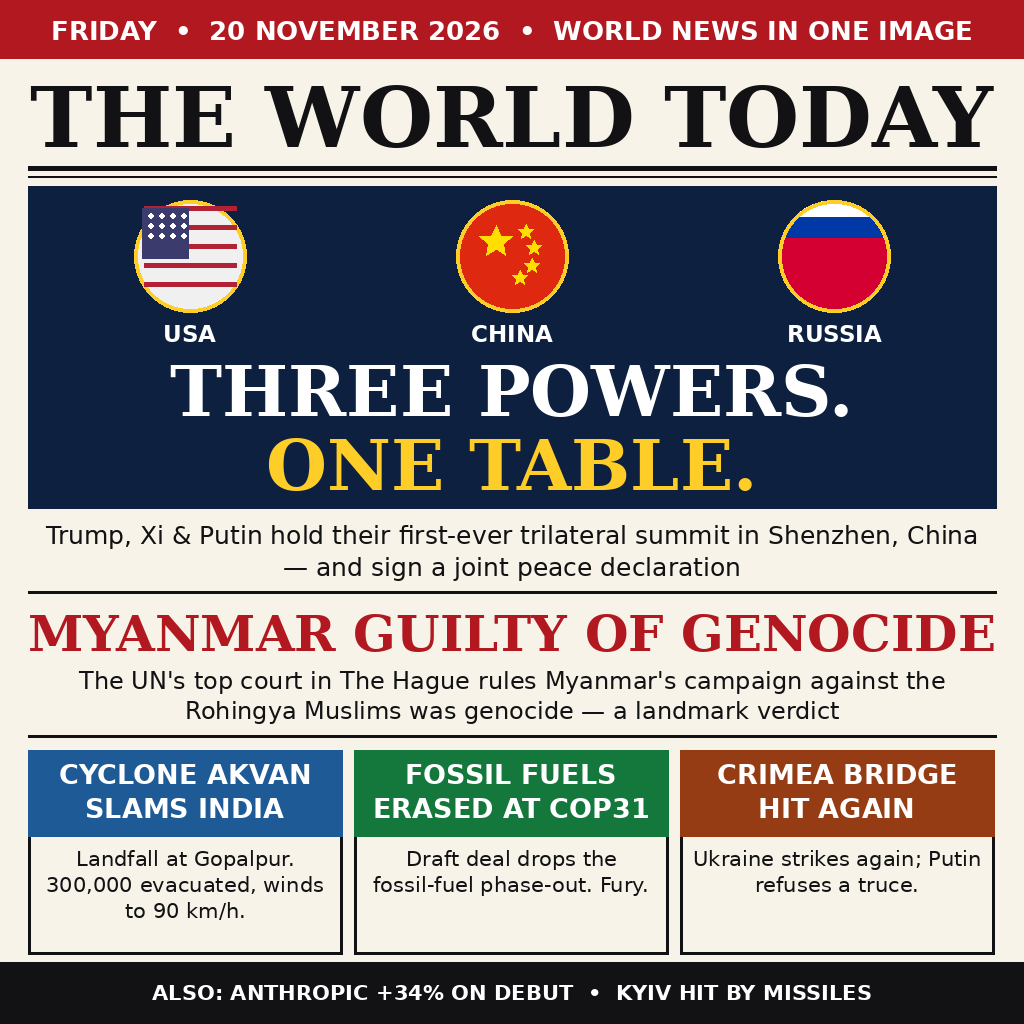 FRIDAY • 20 NOVEMBER 2026 • WORLD NEWS IN ONE IMAGE
THE WORLD TODAY
USA
CHINA
RUSSIA
THREE POWERS.
ONE TABLE.
Trump, Xi & Putin hold their first-ever trilateral summit in Shenzhen, China
— and sign a joint peace declaration
MYANMAR GUILTY OF GENOCIDE
The UN's top court in The Hague rules Myanmar's campaign against the
Rohingya Muslims was genocide — a landmark verdict
CYCLONE AKVAN
SLAMS INDIA
Landfall at Gopalpur.
300,000 evacuated, winds
to 90 km/h.
FOSSIL FUELS
ERASED AT COP31
Draft deal drops the
fossil-fuel phase-out. Fury.
CRIMEA BRIDGE
HIT AGAIN
Ukraine strikes again; Putin
refuses a truce.
ALSO: ANTHROPIC +34% ON DEBUT • KYIV HIT BY MISSILES